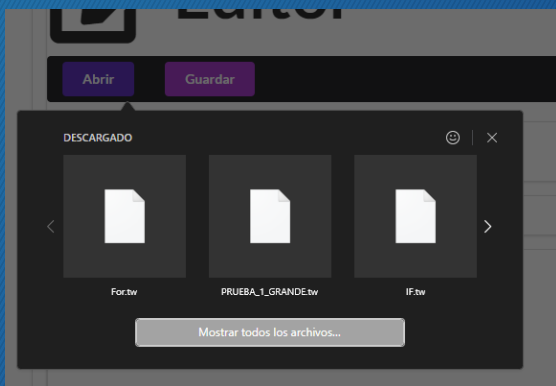 Editor
Abrir
Guardar
DESCARGADO
For.tw
PRUEBA_1_GRANDE.tw
IF.tw
Mostrar todos los archivos...